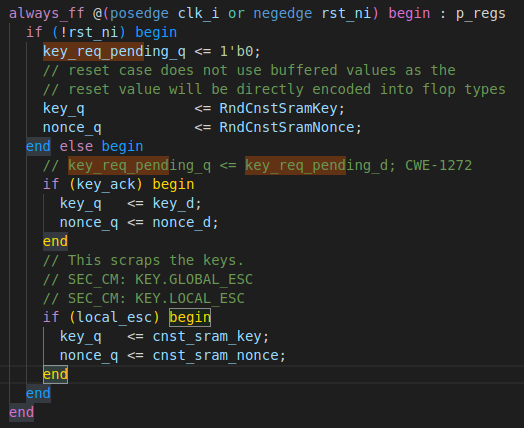 always_ff @(posedge clk_i or negedge rst_ni) begin : p_regs
if (!rst_ni) begin
key_req_pending_q <= 1'b0;
// reset case does not use buffered values as the
// reset value will be directly encoded into flop types
key_q <= RndCnstSramKey;
nonce_q <= RndCnstSramNonce;
end else begin
// key_req_pending_q <= key_req_pending_d; CWE-1272
if (key_ack) begin
key_q <= key_d;
nonce_q <= nonce_d;
end
// This scraps the keys.
// SEC_CM: KEY.GLOBAL_ESC
// SEC_CM: KEY.LOCAL_ESC
if (local_esc) begin
key_q <= cnst_sram_key;
nonce_q <= cnst_sram_nonce;
end
end
end